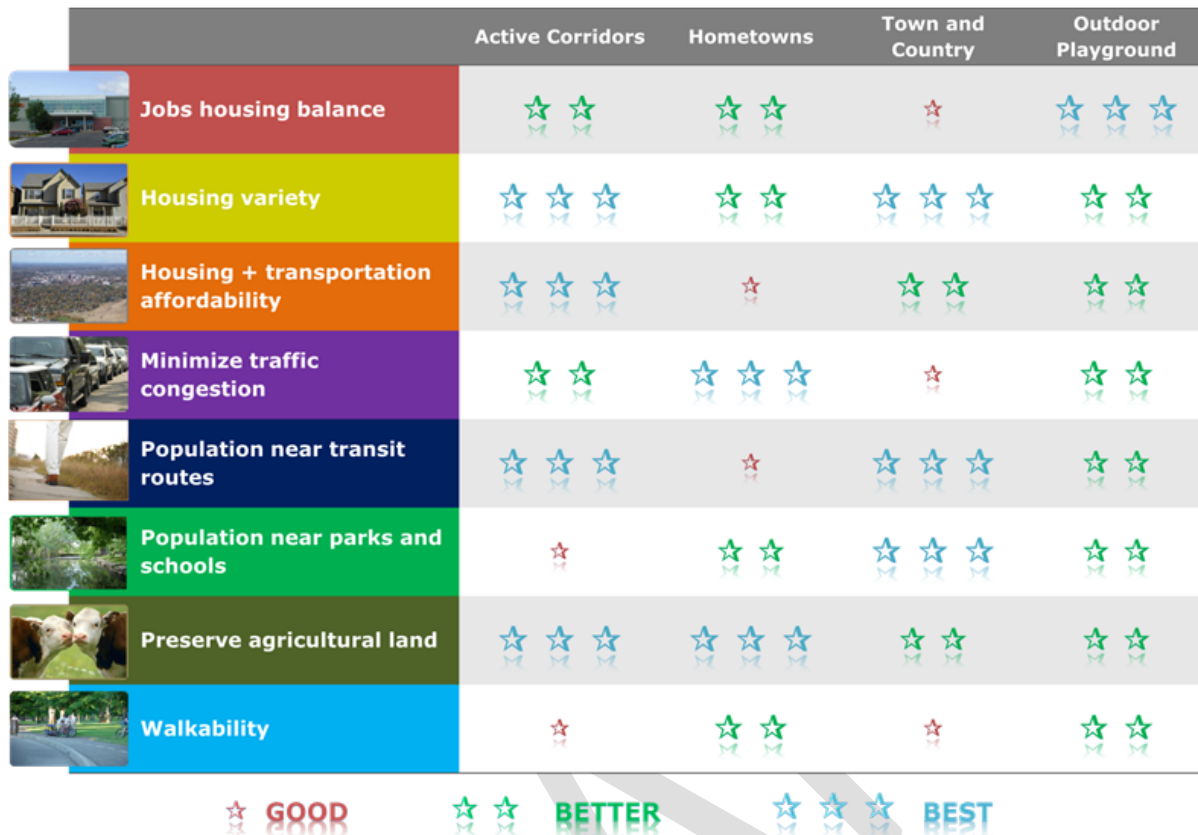 Active Corridors
Hometowns
Town and
Country
Outdoor
Playground
Jobs housing balance
Housing variety
Housing + transportation
affordability
Minimize traffic
congestion
Population near transit
routes
Population near parks and
schools
Preserve agricultural land
Walkability
GOOD
BETTER
BEST